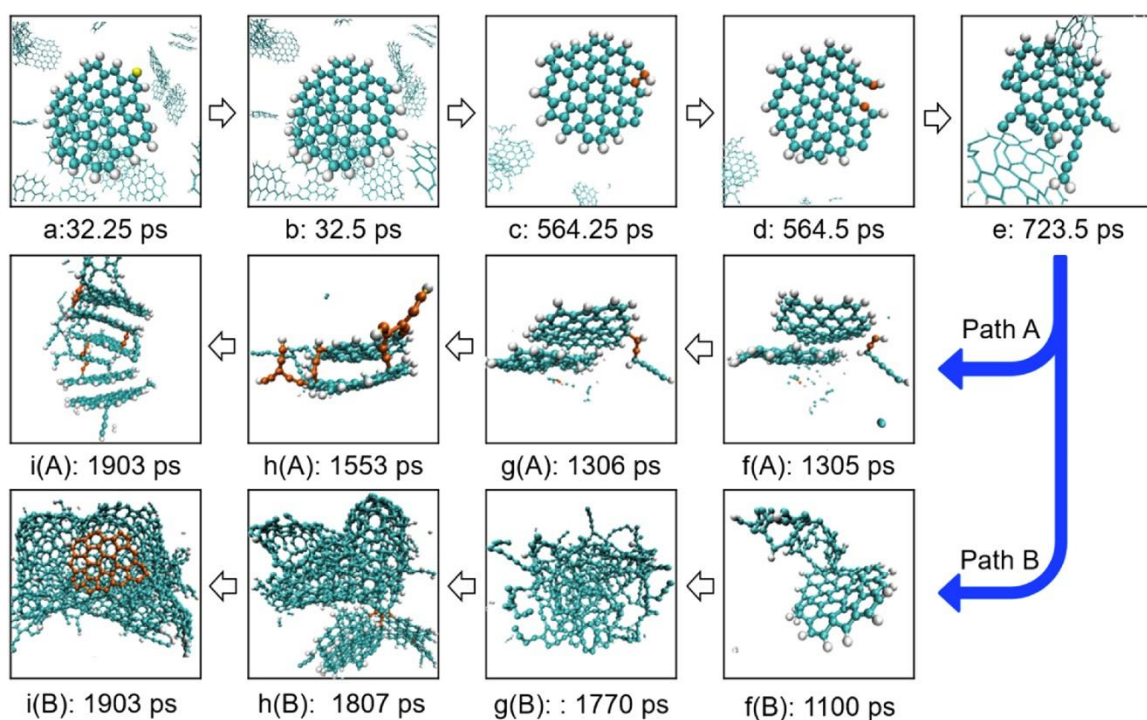 a:32.25 ps
b: 32.5 ps
c: 564.25 ps
d: 564.5 ps
e: 723.5 ps
Path A
i(A): 1903 ps
h(A): 1553 ps
g(A): 1306 ps
f(A): 1305 ps
Path B
i(B): 1903 ps
h(B): 1807 ps
g(B): : 1770 ps
f(B): 1100 ps